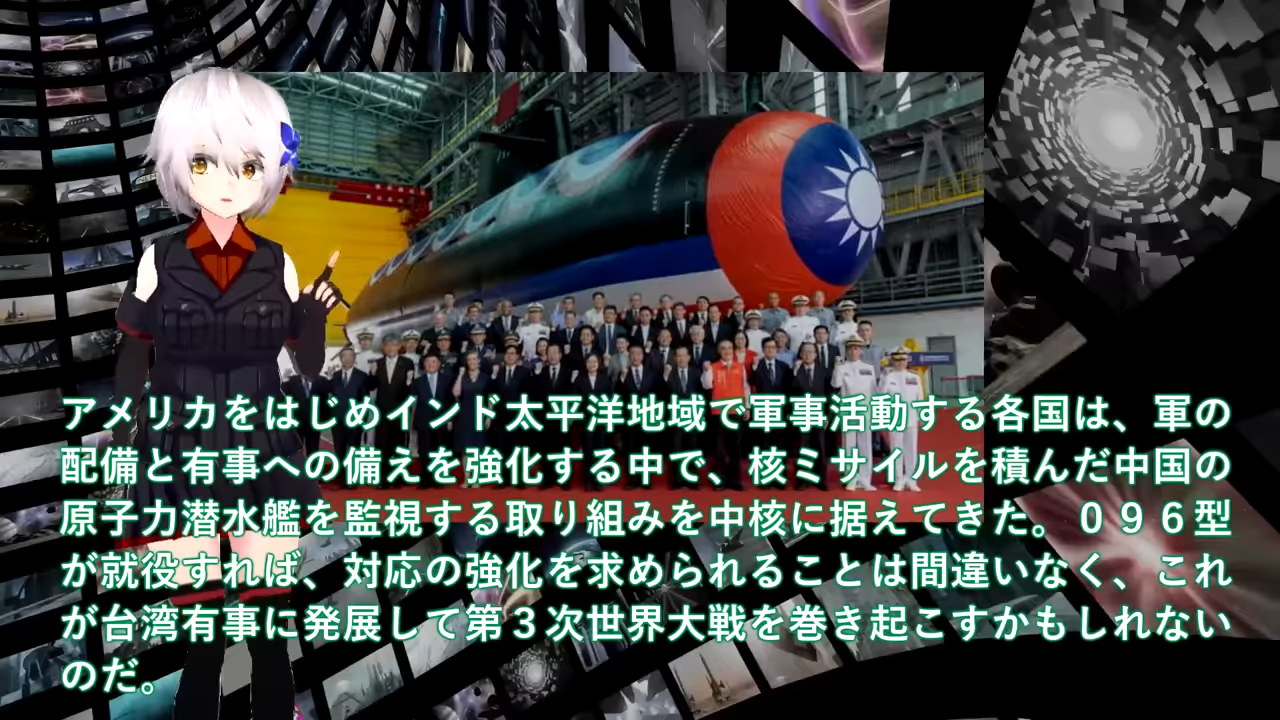 アメリカをはじめインド太平洋地域で軍事活動する各国は、軍の
配備と有事への備えを強化する中で、核ミサイルを積んだ中国の
原子力潜水艦を監視する取り組みを中核に据えてきた。０９６型
が就役すれば、対応の強化を求められることは間違いなく、これ
が台湾有事に発展して第３次世界大戦を巻き起こすかもしれない
のだ。